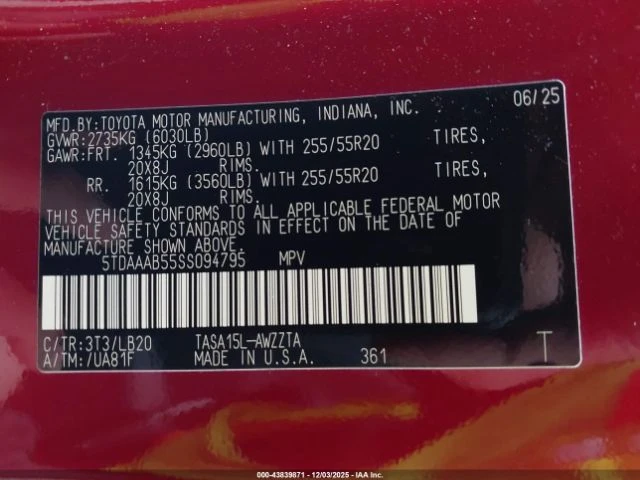 MFD.BY:TOYOTA MOTOR MANUFACTURING, INDIANA, INC. 06/25
GVWR:2735KG (6030LB)
GAWR:FRT. 1345KG (2960LB) WITH 255/55R20 TIRES,
20X8J RIMS.
RR. 1615KG (3560LB) WITH 255/55R20 TIRES,
20X8J RIMS.
THIS VEHICLE CONFORMS TO ALL APPLICABLE FEDERAL MOTOR
VEHICLE SAFETY STANDARDS IN EFFECT ON THE DATE OF
MANUFACTURE SHOWN ABOVE.
5TDAAAB55SS094795 MPV
C/TR:3T3/LB20 TASA15L-AWZZTA
A/TM:/UA81F MADE IN U.S.A. 361 T
000-43839871 - 12/03/2025 - IAA Inc.